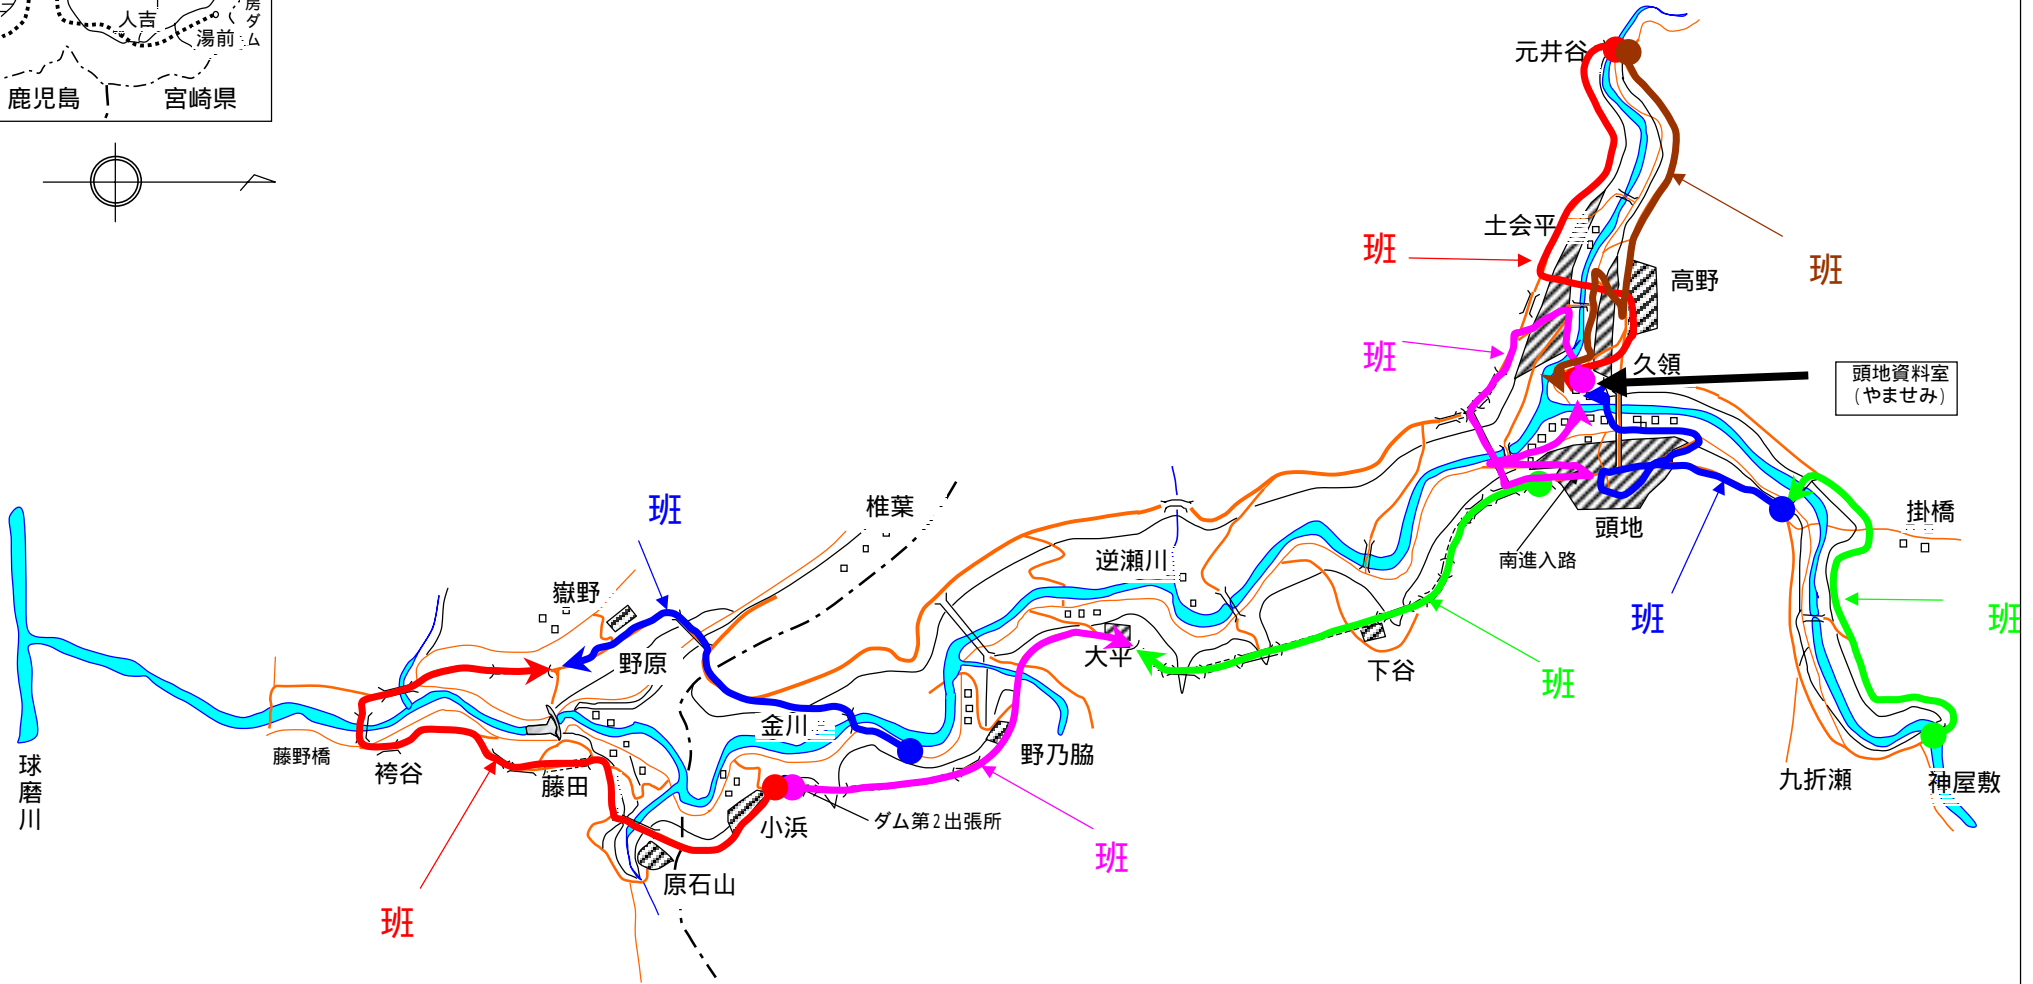 人吉
湯前
房ダム
鹿児島
宮崎県
元井谷
土会平
班
班
高野
班
久領
頭地資料室
(やませみ)
掛橋
頭地
南進入路
班
班
椎葉
班
嶽野
逆瀬川
野原
大平
下谷
班
金川
野乃脇
藤野橋
袴谷
藤田
小浜
ダム第2出張所
九折瀬
神屋敷
球磨川
班
原石山
班